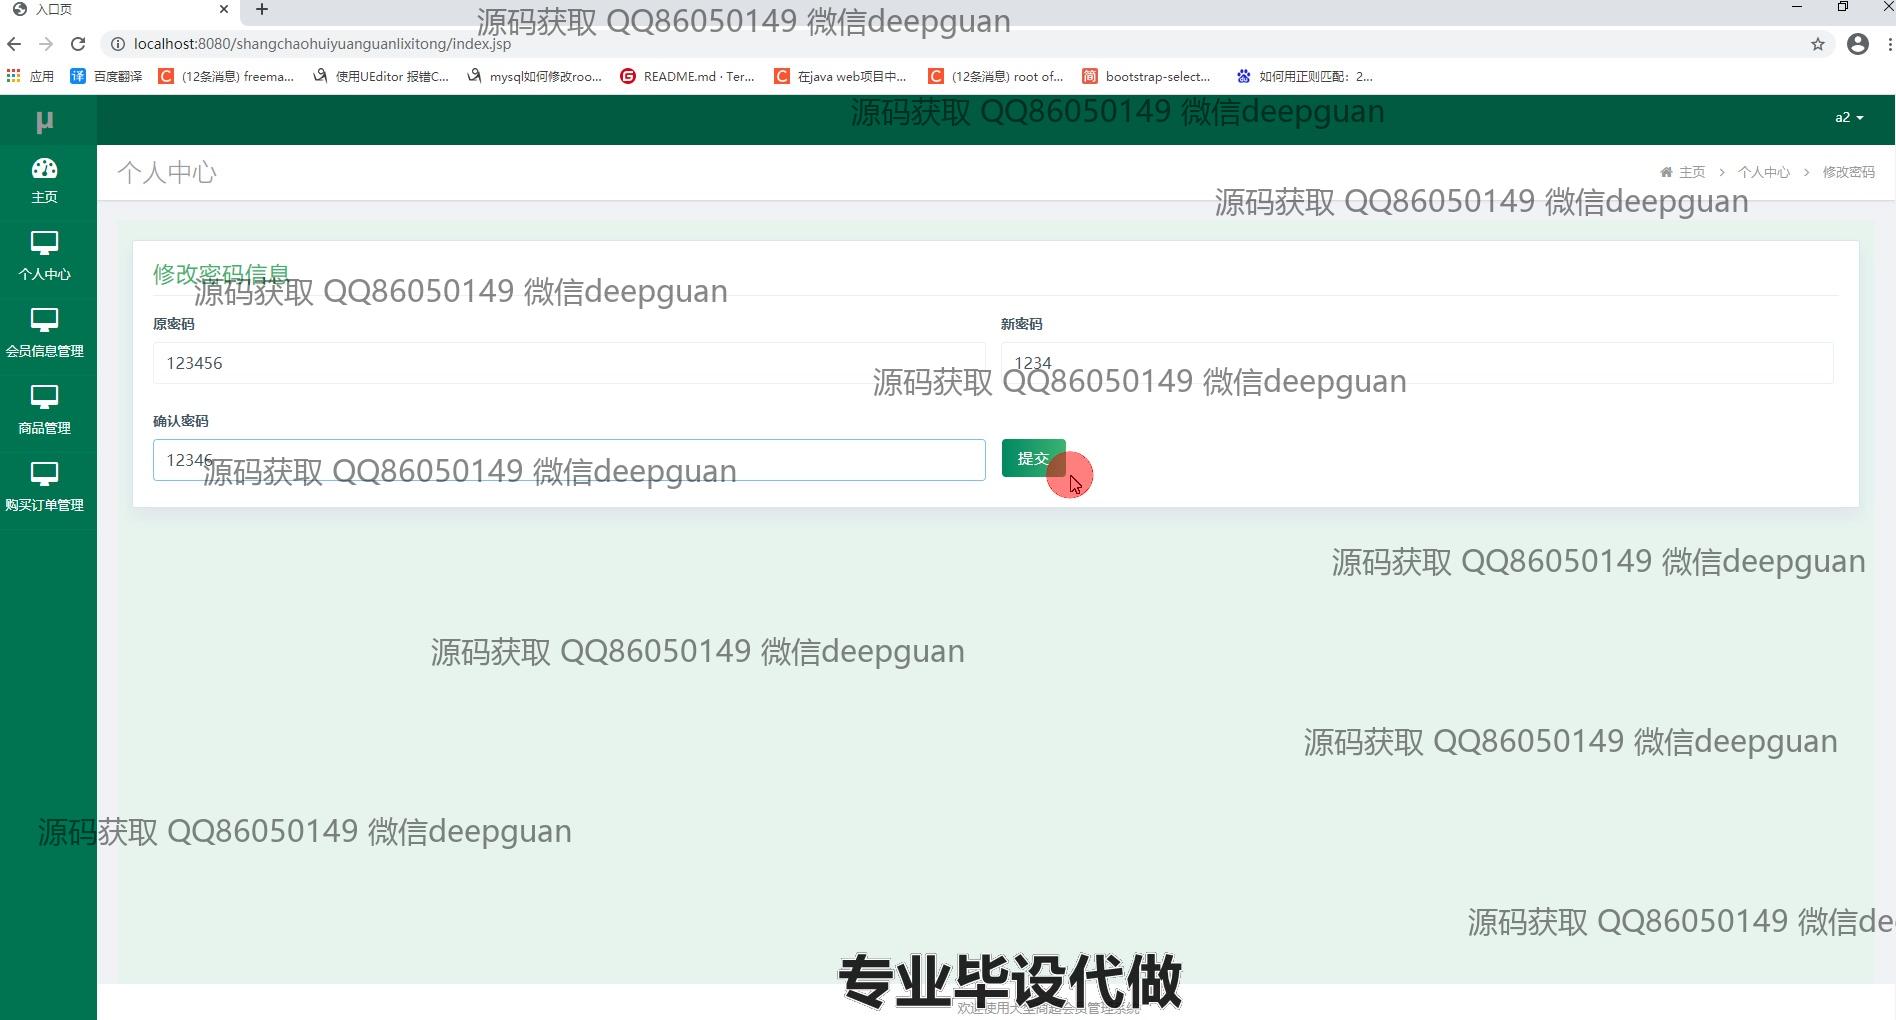 入口页
源码获取 QQ86050149 微信deepguan
localhost:8080/shangchaohuiyuanguanlixitong/index.jsp
应用 百度翻译 (12条消息) freema... 使用UEditor 报错C... mysql如何修改roo... README.md · Ter... 在java web项目中... (12条消息) root of... bootstrap-select... 如何用正则匹配：2...
源码获取 QQ86050149 微信deepguan
μ a2
个人中心 主页 > 个人中心 > 修改密码
主页
源码获取 QQ86050149 微信deepguan
个人中心
修改密码信息
源码获取 QQ86050149 微信deepguan
原密码 新密码
会员信息管理
123456 1234
源码获取 QQ86050149 微信deepguan
确认密码
商品管理
12346 提交
源码获取 QQ86050149 微信deepguan
购买订单管理
源码获取 QQ86050149 微信deepguan
源码获取 QQ86050149 微信deepguan
源码获取 QQ86050149 微信deepguan
源码获取 QQ86050149 微信deepguan
源码获取 QQ86050149 微信de
专业毕设代做
欢迎使用大型商超会员管理系统